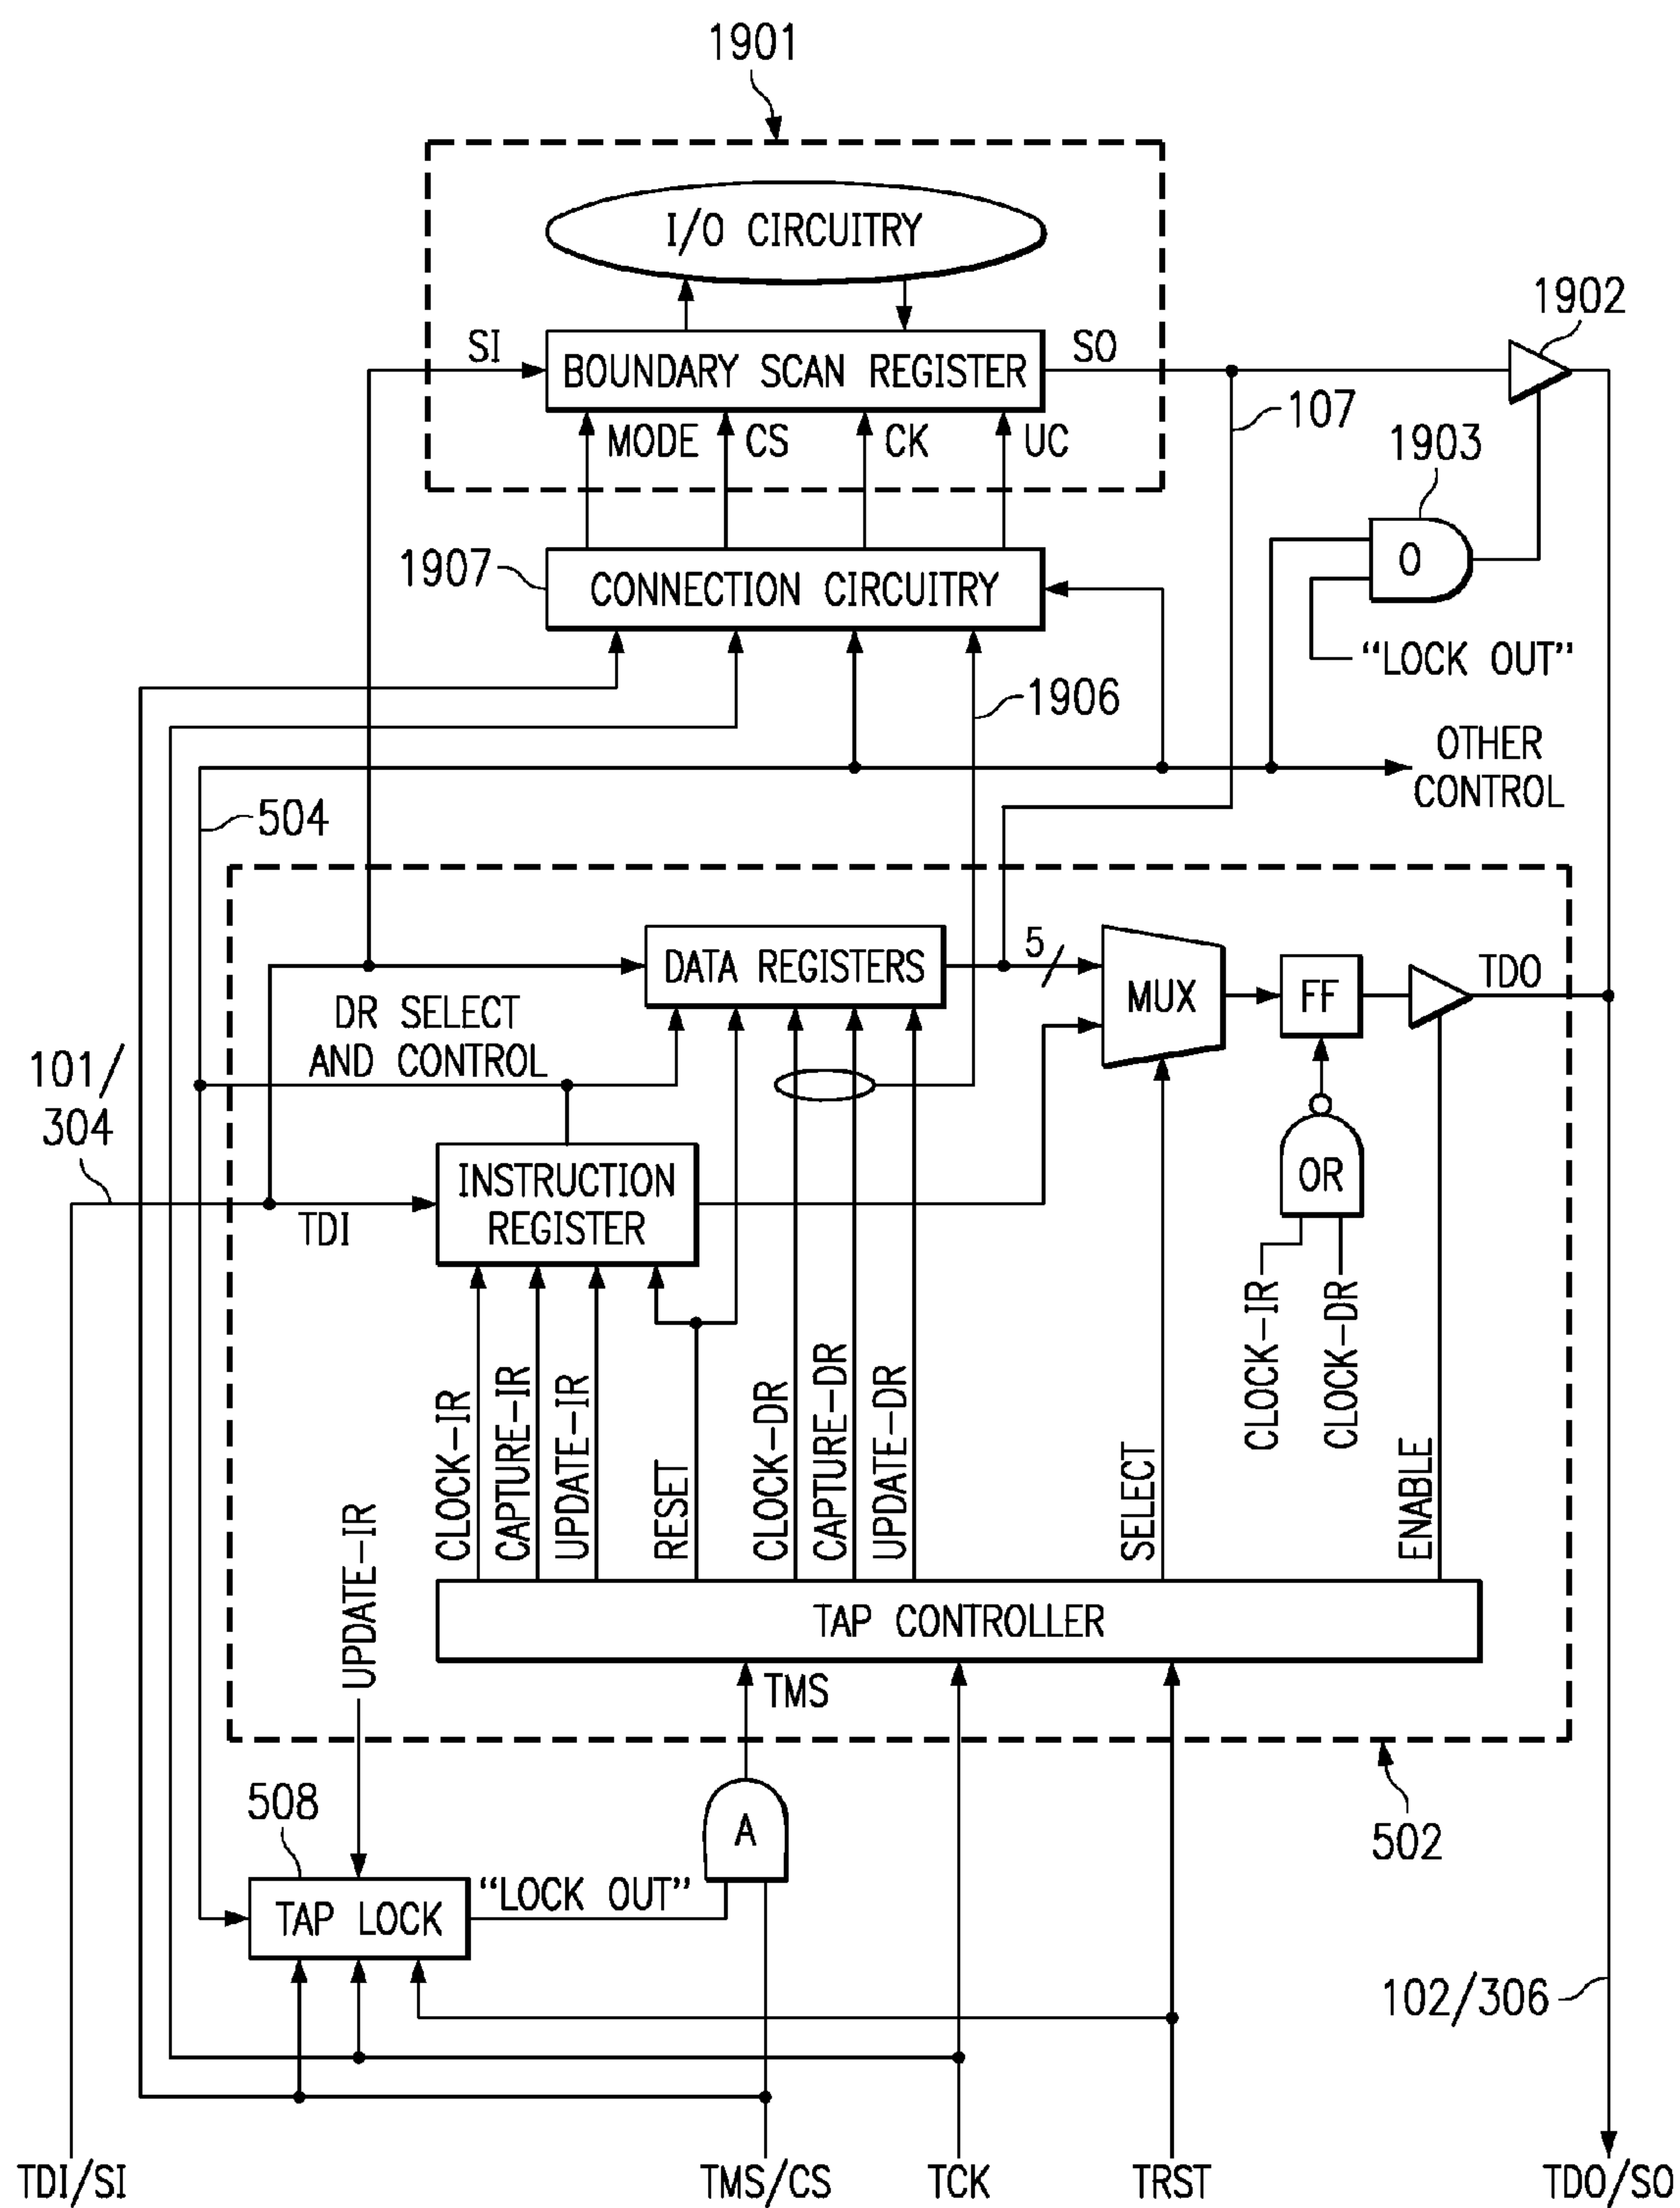 1901
I/O CIRCUITRY
1902
SI
BOUNDARY SCAN REGISTER
SO
107
MODE
CS
CK
UC
1903
O
1907
CONNECTION CIRCUITRY
"LOCK OUT"
1906
OTHER
CONTROL
504
DATA REGISTERS
5
MUX
FF
TDO
DR SELECT
AND CONTROL
101/
304
INSTRUCTION
REGISTER
TDI
OR
CLOCK-IR
CLOCK-DR
CLOCK-IR
CAPTURE-IR
UPDATE-IR
RESET
CLOCK-DR
CAPTURE-DR
UPDATE-DR
SELECT
ENABLE
UPDATE-IR
TAP CONTROLLER
TMS
508
A
502
TAP LOCK
"LOCK OUT"
102/306
TDI/SI
TMS/CS
TCK
TRST
TDO/SO